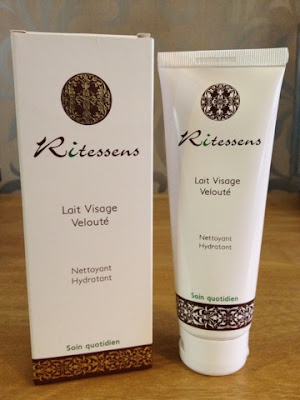 Ritessens
Lait Visage
Velouté
Nettoyant
Hydratant
Soin quotidien
Ritessens
Lait Visage
Velouté
Nettoyant
Hydratant
Soin quotidien